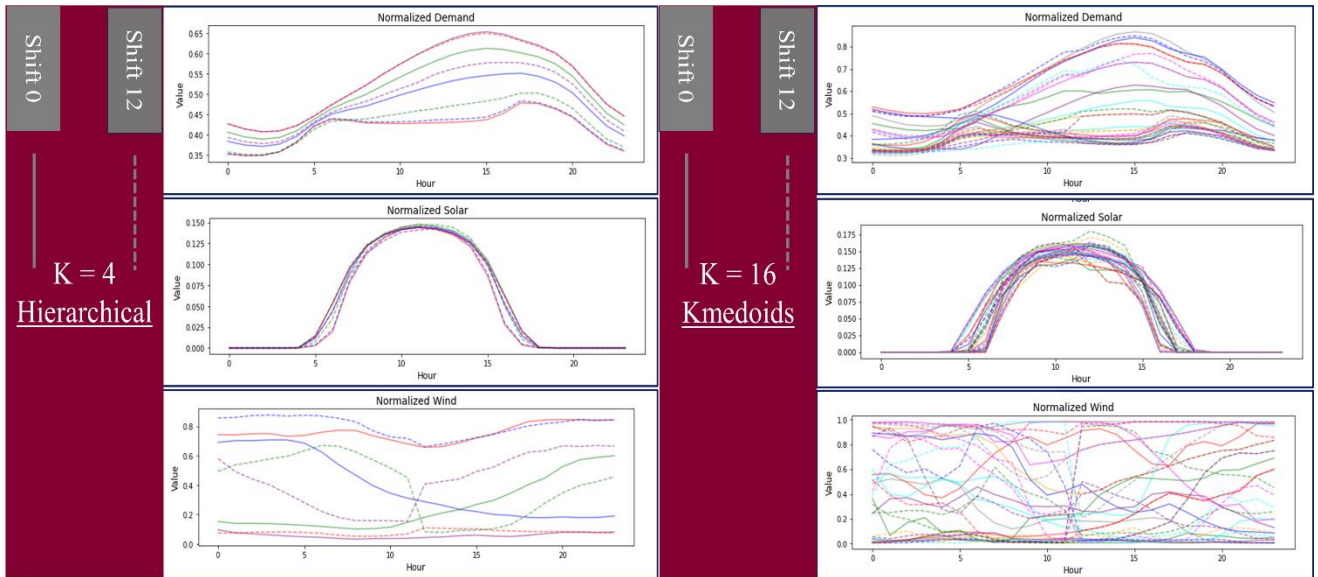 Shift 0
Shift 12
K = 4
Hierarchical
Normalized Demand
0.65
0.60
0.55
0.50
0.45
0.40
0.35
Value
0 5 10 15 20
Hour
Normalized Solar
0.150
0.125
0.100
0.075
0.050
0.025
0.000
Value
0 5 10 15 20
Hour
Normalized Wind
0.8
0.6
0.4
0.2
0.0
Value
0 5 10 15 20
Hour
Shift 0
Shift 12
K = 16
Kmedoids
Normalized Demand
0.8
0.7
0.6
0.5
0.4
0.3
Value
0 5 10 15 20
Hour
Hour
Normalized Solar
0.175
0.150
0.125
0.100
0.075
0.050
0.025
0.000
Value
0 5 10 15 20
Hour
Normalized Wind
1.0
0.8
0.6
0.4
0.2
0.0
Value
0 5 10 15 20
Hour